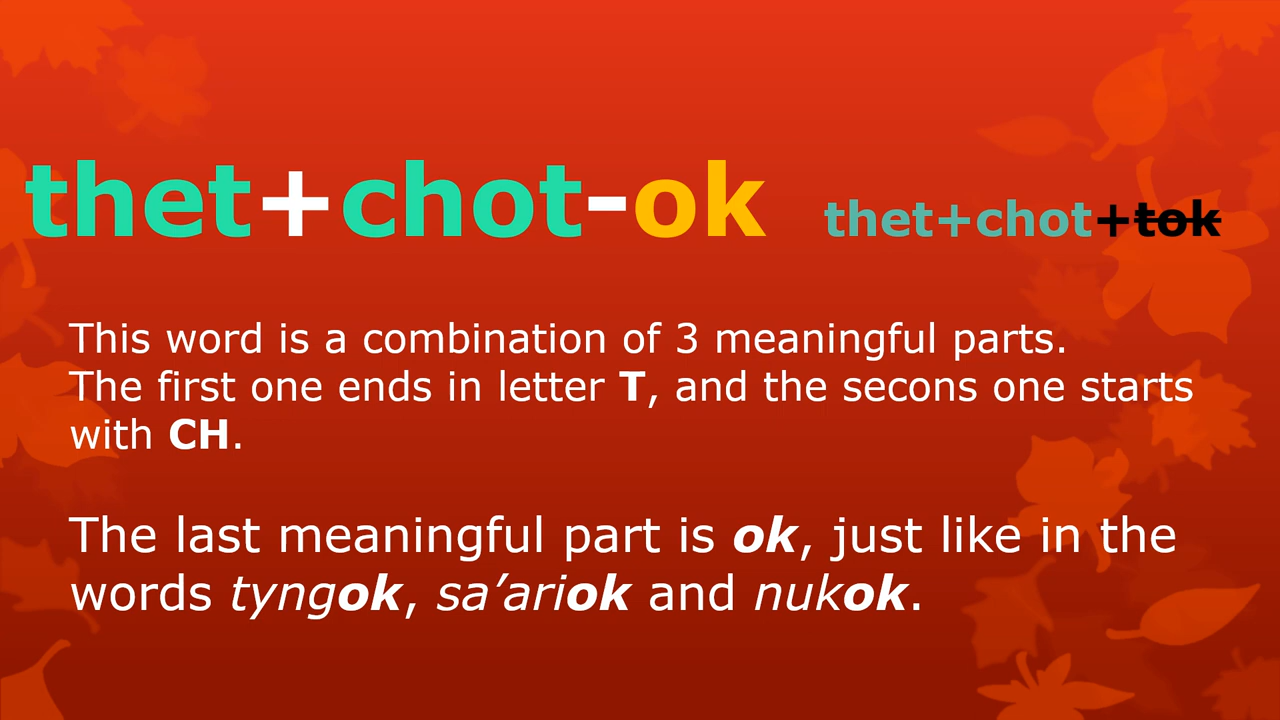 thet+chot-ok thet+chot+tok
This word is a combination of 3 meaningful parts.
The first one ends in letter T, and the secons one starts
with CH.
The last meaningful part is ok, just like in the
words tyngok, sa’ariok and nukok.